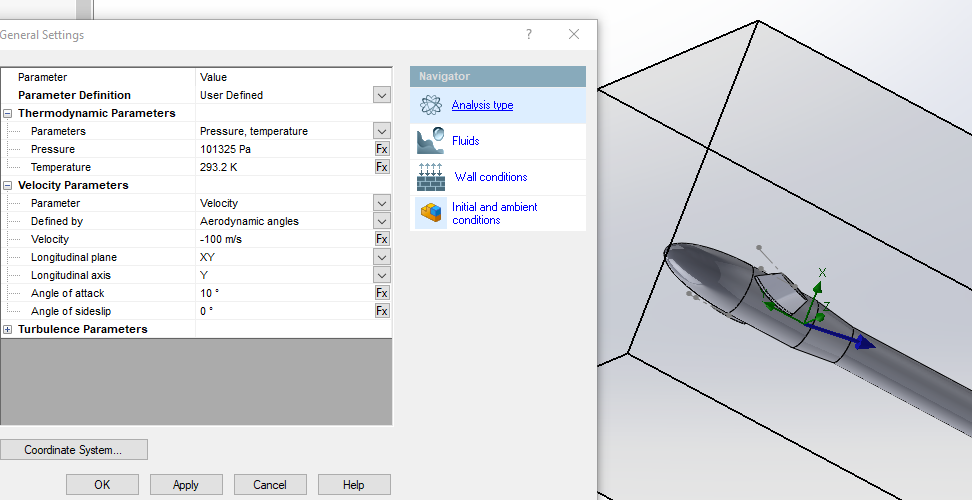 General Settings
?
Parameter Value
Parameter Definition User Defined
Thermodynamic Parameters
Parameters Pressure, temperature
Pressure 101325 Pa Fx
Temperature 293.2 K Fx
Velocity Parameters
Parameter Velocity
Defined by Aerodynamic angles
Velocity -100 m/s Fx
Longitudinal plane XY
Longitudinal axis Y
Angle of attack 10 ° Fx
Angle of sideslip 0 ° Fx
Turbulence Parameters
Coordinate System...
OK Apply Cancel Help
Navigator
Analysis type
Fluids
Wall conditions
Initial and ambient
conditions
X
Z